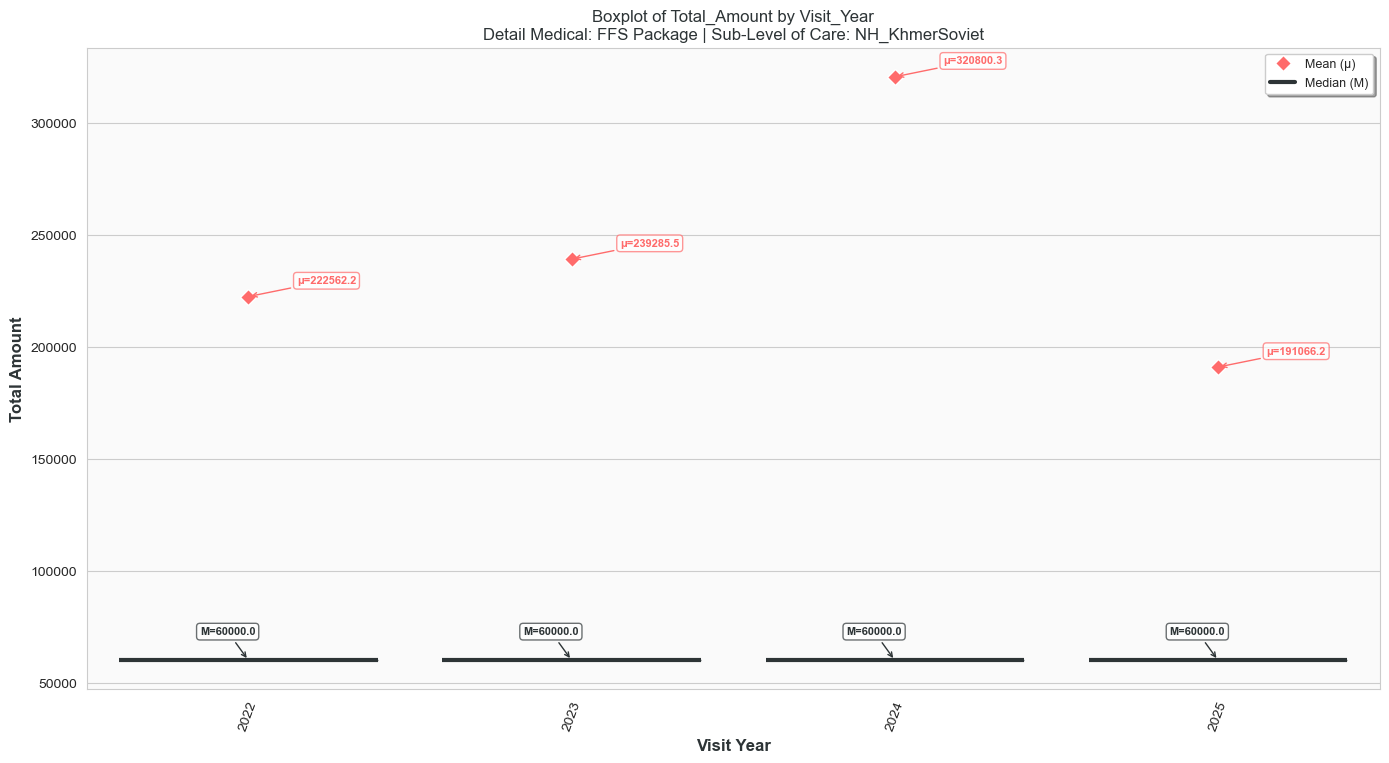 Boxplot of Total_Amount by Visit_Year
Detail Medical: FFS Package | Sub-Level of Care: NH_KhmerSoviet
Mean (μ)
Median (M)
μ=320800.3
μ=239285.5
μ=222562.2
μ=191066.2
M=60000.0
M=60000.0
M=60000.0
M=60000.0
Total Amount
300000
250000
200000
150000
100000
50000
2022
2023
2024
2025
Visit Year